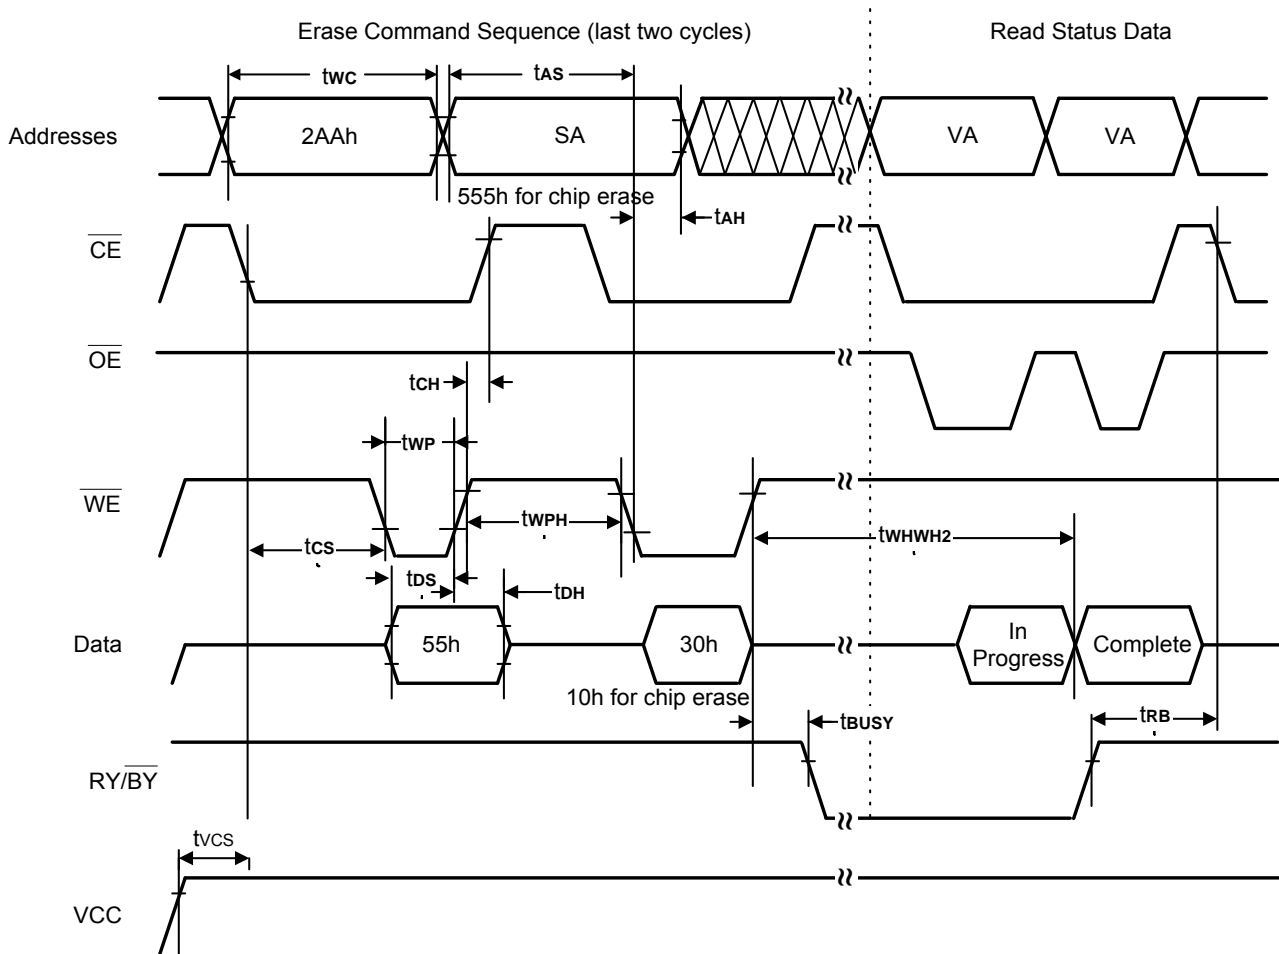 Erase Command Sequence (last two cycles)
Read Status Data
tWC
tAS
Addresses
2AAh
SA
VA
VA
555h for chip erase
tAH
CE
OE
tCH
tWP
WE
tWPH
tWHWH2
tCS
tDS
tDH
Data
55h
30h
In
Progress
Complete
10h for chip erase
tBUSY
tRB
RY/BY
tVCS
VCC